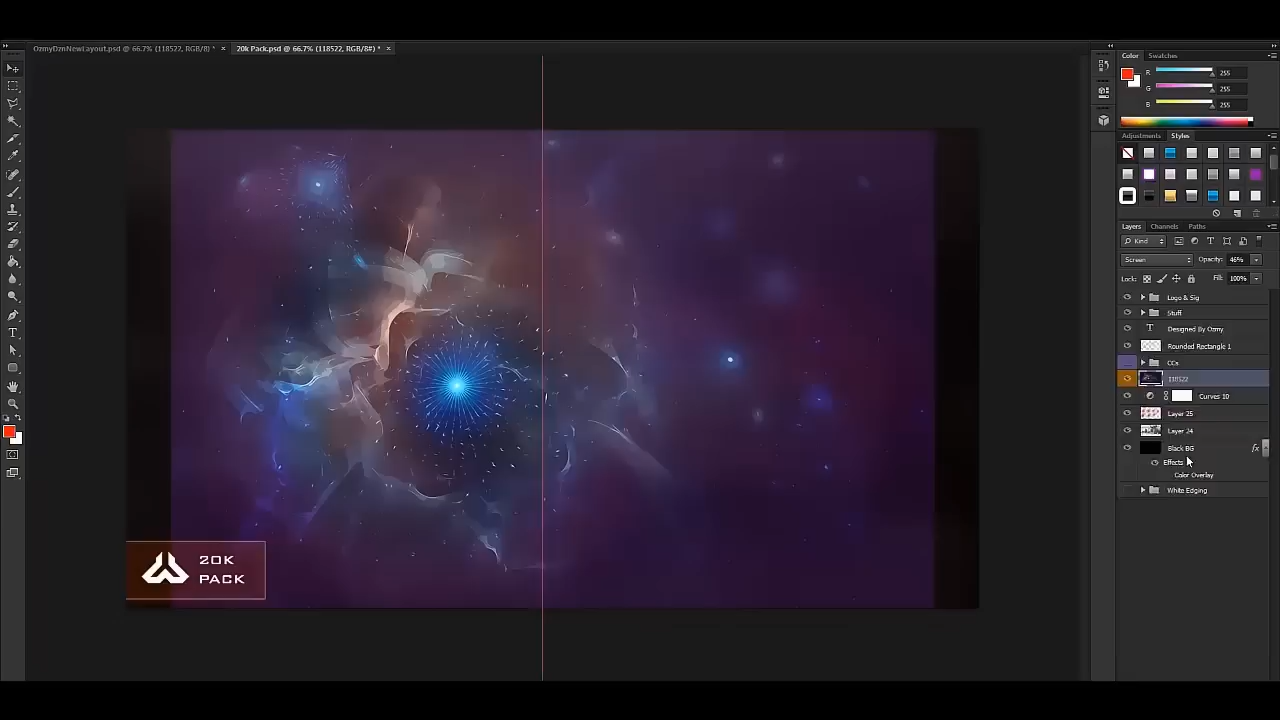 OzmyDznNewLayout.psd @ 66.7% (118522, RGB/8) * ×
20k Pack.psd @ 66.7% (118522, RGB/8#) * ×
Color Swatches
R 255
G 255
B 255
Adjustments Styles
Layers Channels Paths
Kind
Screen Opacity: 46%
Lock: Fill: 100%
Logo & Sig
Stuff
T Designed By Ozmy
Rounded Rectangle 1
CCs
118522
Curves 10
Layer 25
Layer 24
Black BG fx
Effects
Color Overlay
White Edging
20K
PACK